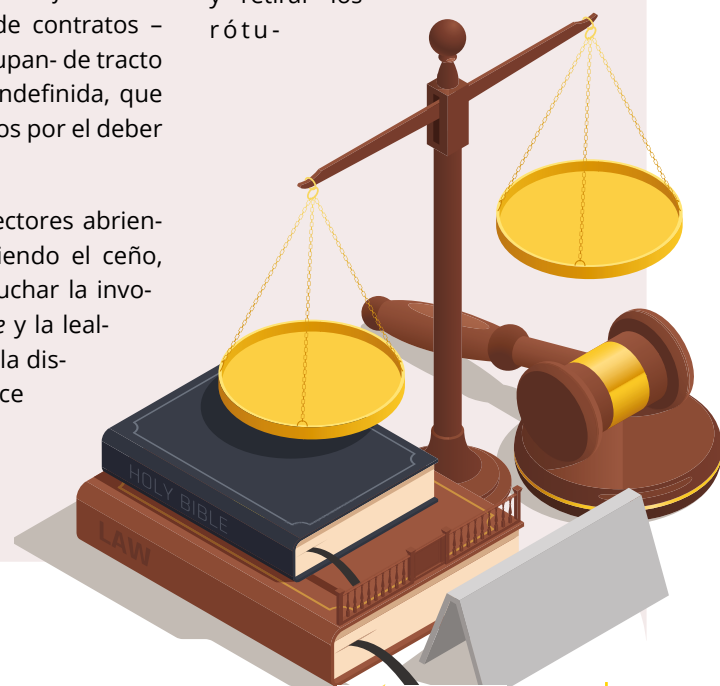 de contratos –
upan- de tracto
ndefinida, que
os por el deber
ectores abrien-
iendo el ceño,
uchar la invo-
e y la leal-
la dis-
ce
y retirar los
rótu-
HOLY BIBLE
LAW